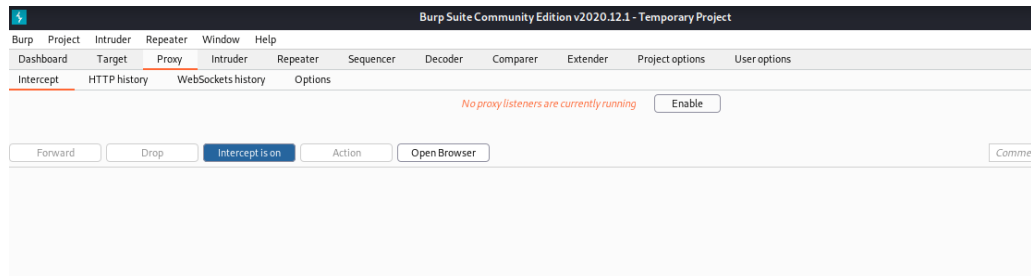 Burp Suite Community Edition v2020.12.1 - Temporary Project
Burp Project Intruder Repeater Window Help
Dashboard Target Proxy Intruder Repeater Sequencer Decoder Comparer Extender Project options User options
Intercept HTTP history WebSockets history Options
No proxy listeners are currently running Enable
Forward Drop Intercept is on Action Open Browser Comme